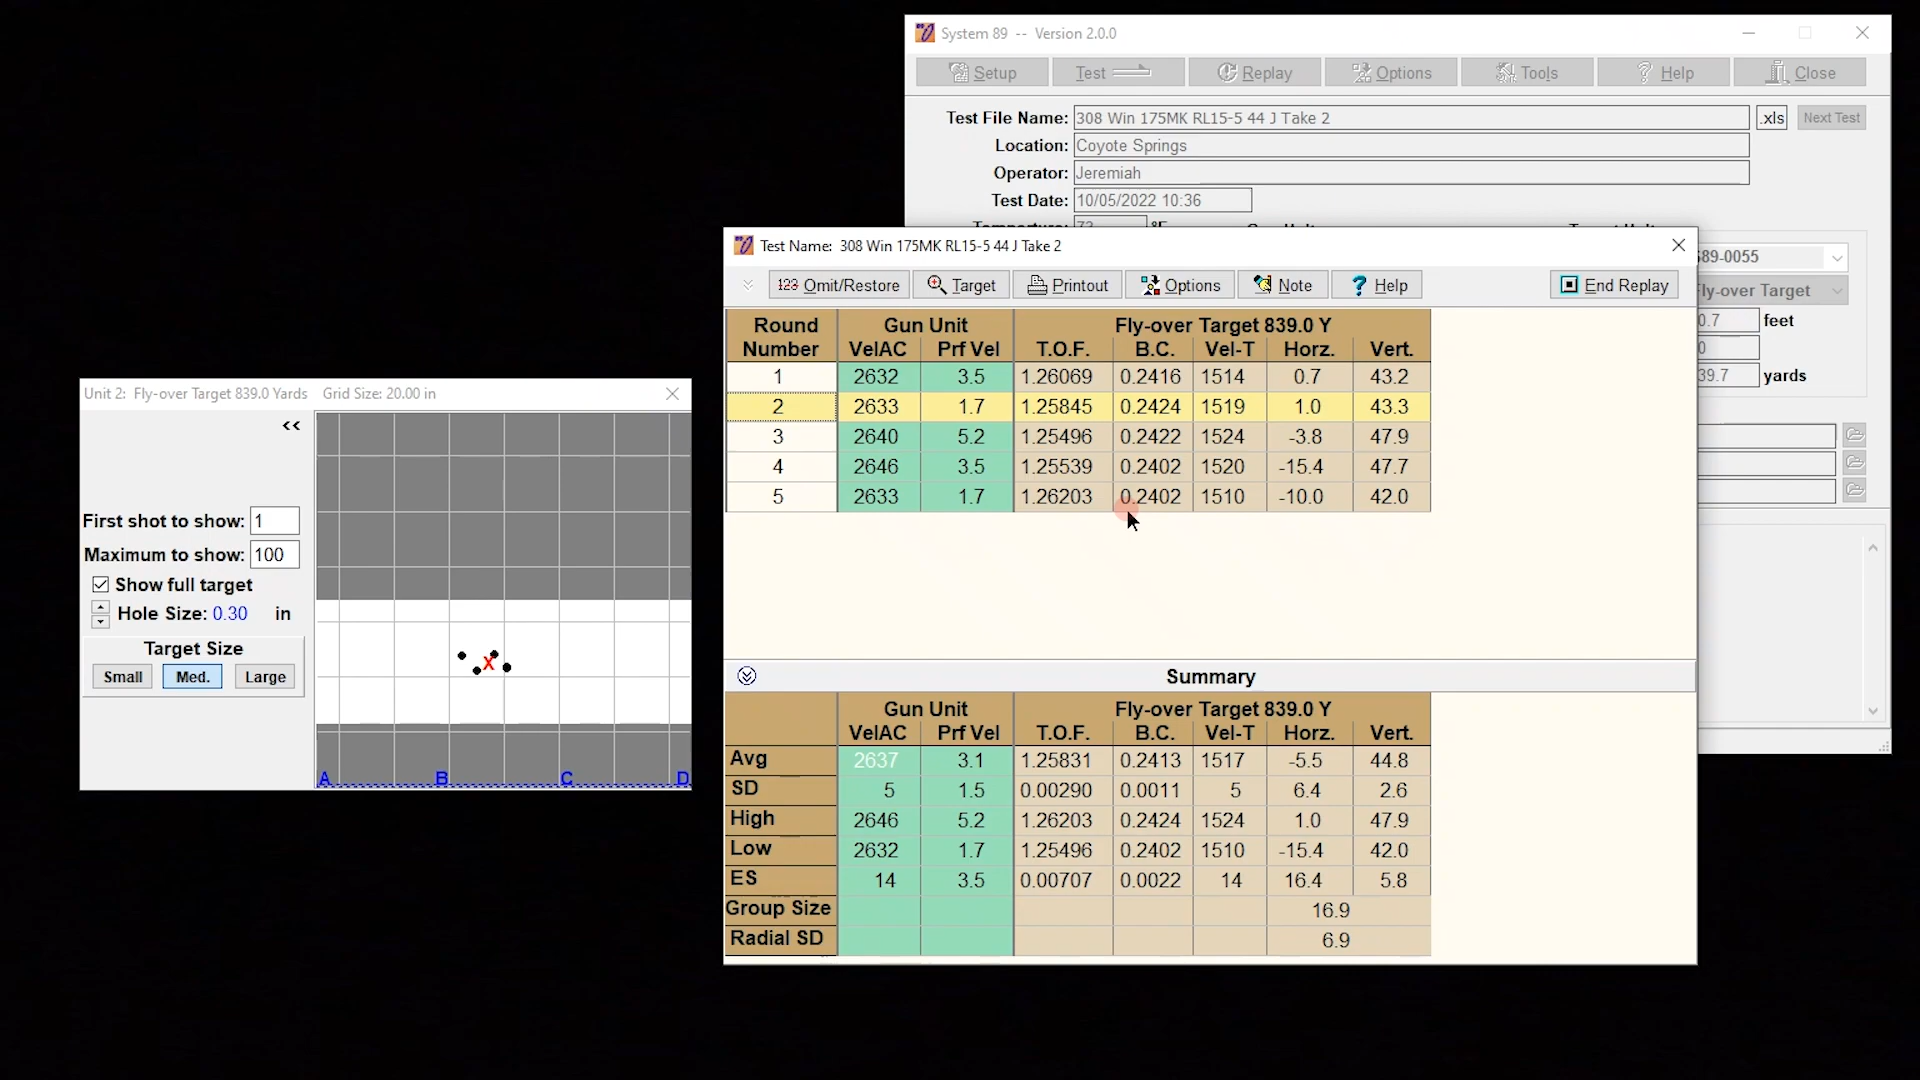 System 89 -- Version 2.0.0
Setup Test Replay Options Tools Help Close
Test File Name: 308 Win 175MK RL15-5 44 J Take 2 .xls Next Test
Location: Coyote Springs
Operator: Jeremiah
Test Date: 10/05/2022 10:36
Test Name: 308 Win 175MK RL15-5 44 J Take 2
123 Omit/Restore Target Printout Options Note Help End Replay
89-0055
Fly-over Target
0.7 feet
0
39.7 yards
Round Number Gun Unit Fly-over Target 839.0 Y
VelAC Prf Vel T.O.F. B.C. Vel-T Horz. Vert.
1 2632 3.5 1.26069 0.2416 1514 0.7 43.2
2 2633 1.7 1.25845 0.2424 1519 1.0 43.3
3 2640 5.2 1.25496 0.2422 1524 -3.8 47.9
4 2646 3.5 1.25539 0.2402 1520 -15.4 47.7
5 2633 1.7 1.26203 0.2402 1510 -10.0 42.0
Summary
Gun Unit Fly-over Target 839.0 Y
VelAC Prf Vel T.O.F. B.C. Vel-T Horz. Vert.
Avg 2637 3.1 1.25831 0.2413 1517 -5.5 44.8
SD 5 1.5 0.00290 0.0011 5 6.4 2.6
High 2646 5.2 1.26203 0.2424 1524 1.0 47.9
Low 2632 1.7 1.25496 0.2402 1510 -15.4 42.0
ES 14 3.5 0.00707 0.0022 14 16.4 5.8
Group Size 16.9
Radial SD 6.9
Unit 2: Fly-over Target 839.0 Yards Grid Size: 20.00 in
<<
First shot to show: 1
Maximum to show: 100
Show full target
Hole Size: 0.30 in
Target Size
Small Med. Large
X
A B C D